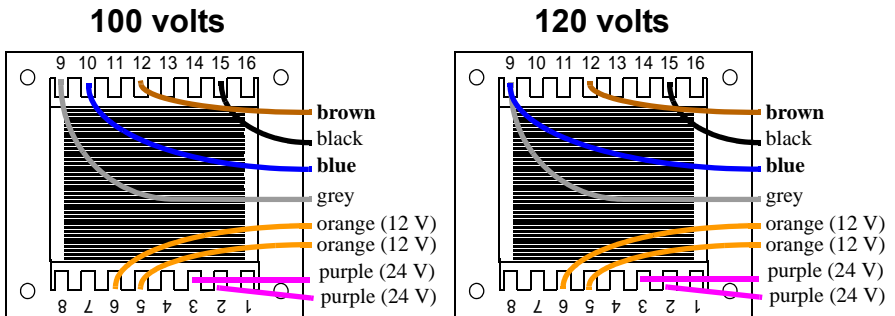 100 volts
9 10 11 12 13 14 15 16
brown
black
blue
grey
orange (12 V)
orange (12 V)
purple (24 V)
purple (24 V)
8 7 6 5 4 3 2 1
120 volts
9 10 11 12 13 14 15 16
brown
black
blue
grey
orange (12 V)
orange (12 V)
purple (24 V)
purple (24 V)
8 7 6 5 4 3 2 1